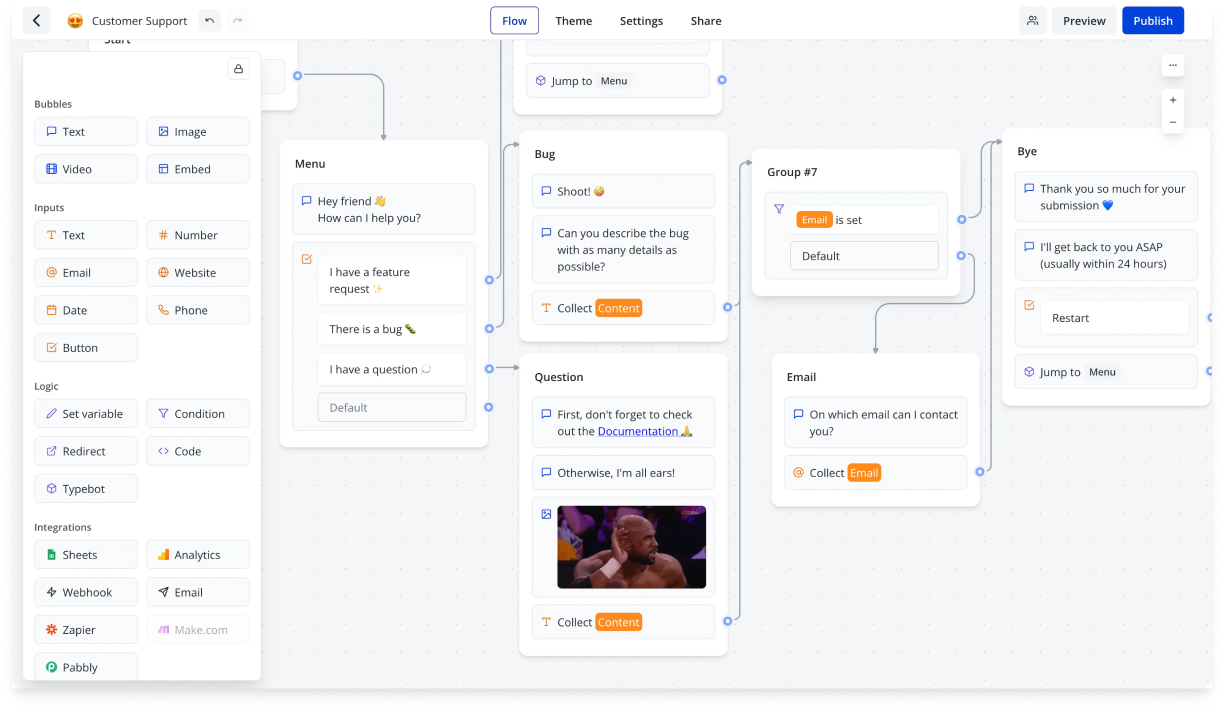 Customer Support
Flow
Theme
Settings
Share
Preview
Publish
Start
Bubbles
Text
Image
Video
Embed
Inputs
Text
Number
Email
Website
Date
Phone
Button
Logic
Set variable
Condition
Redirect
Code
Typebot
Integrations
Sheets
Analytics
Webhook
Email
Zapier
Make.com
Pabbly
Menu
Hey friend 👋
How can I help you?
I have a feature
request ✨
There is a bug 🐛
I have a question 💭
Default
Jump to Menu
Bug
Shoot! 🤪
Can you describe the bug
with as many details as
possible?
Collect Content
Question
First, don't forget to check
out the Documentation 🙏
Otherwise, I'm all ears!
Collect Content
Group #7
Email is set
Default
Email
On which email can I contact
you?
Collect Email
Bye
Thank you so much for your
submission 💙
I'll get back to you ASAP
(usually within 24 hours)
Restart
Jump to Menu